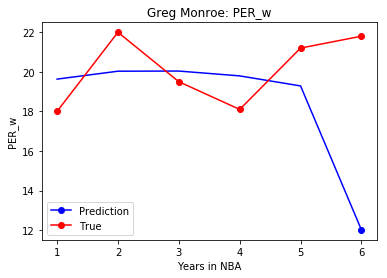 Greg Monroe: PER_w
22
20
18
16
14
12
PER_w
Prediction
True
1 2 3 4 5 6
Years in NBA